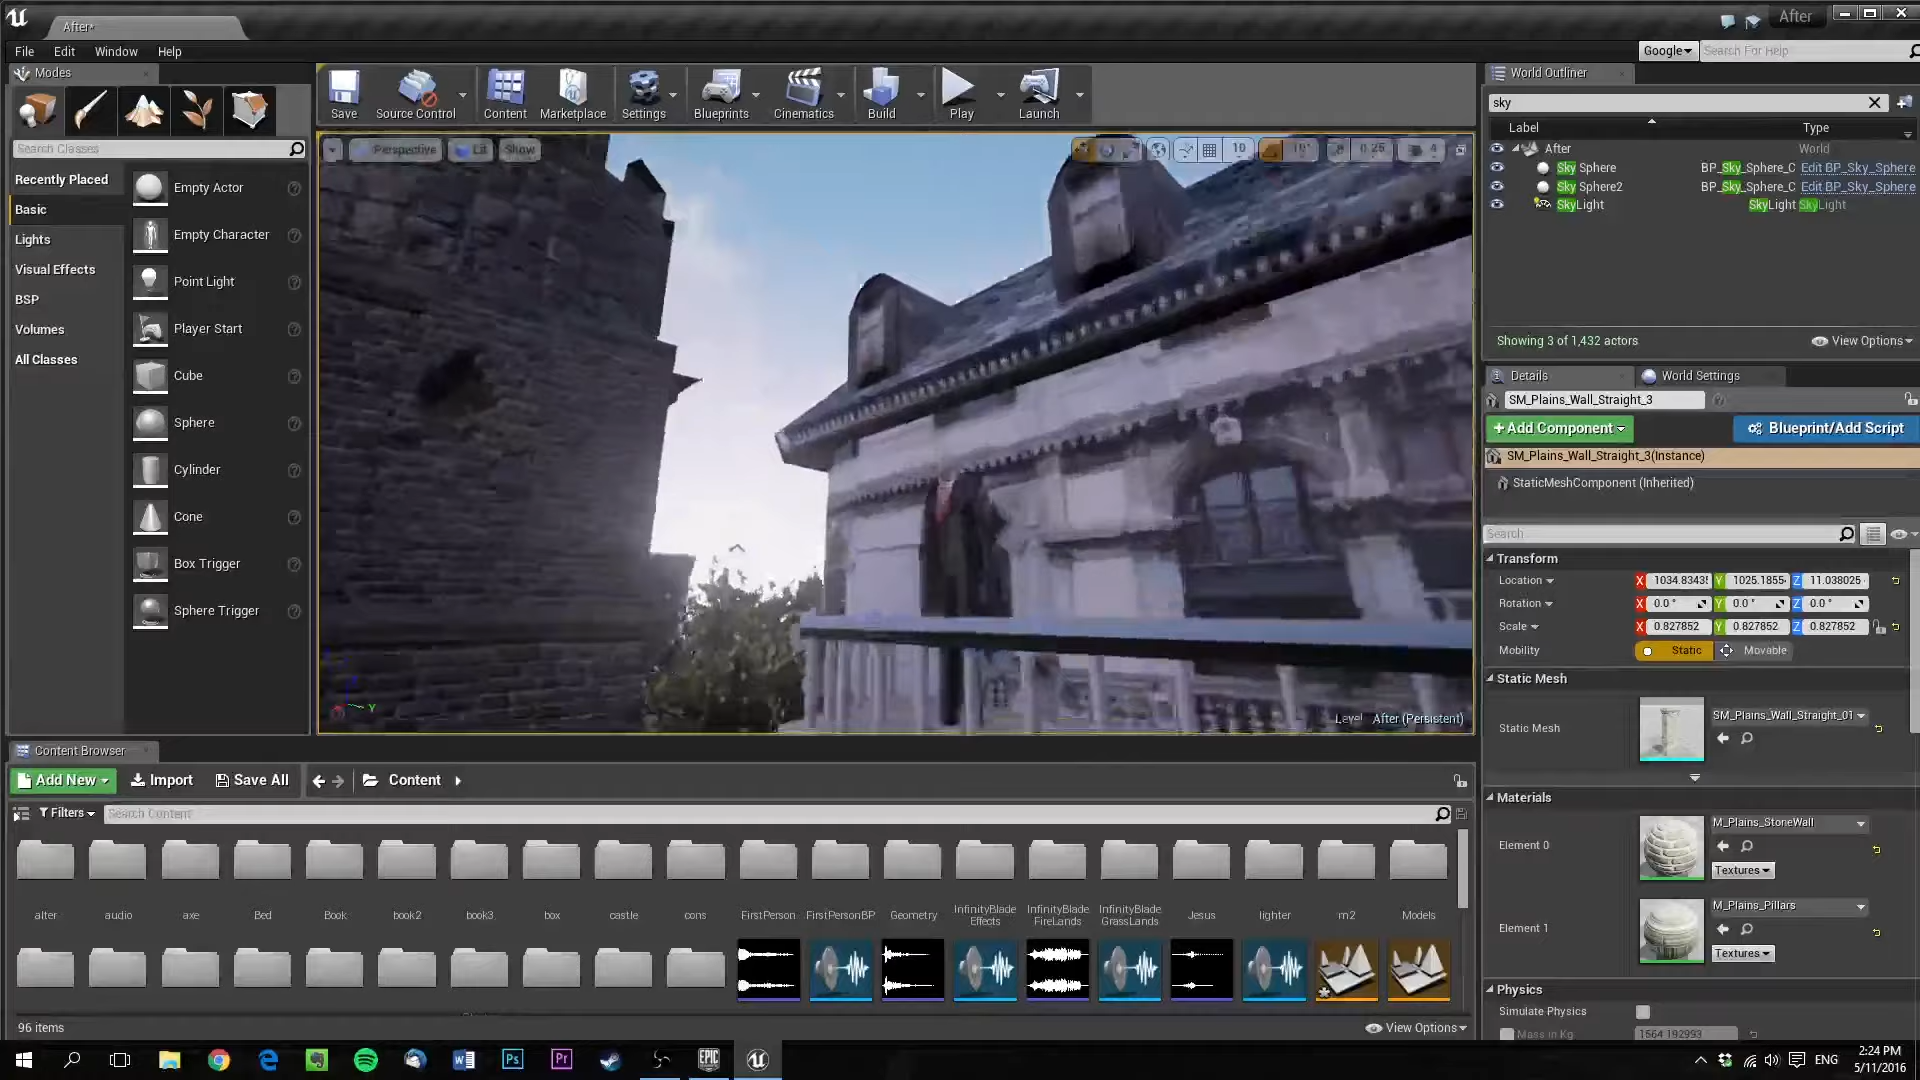 After*
After
File
Edit
Window
Help
Google
Search For Help
Modes
Search Classes
Recently Placed
Basic
Lights
Visual Effects
BSP
Volumes
All Classes
Empty Actor
Empty Character
Point Light
Player Start
Cube
Sphere
Cylinder
Cone
Box Trigger
Sphere Trigger
Save
Source Control
Content
Marketplace
Settings
Blueprints
Cinematics
Build
Play
Launch
Perspective
Lit
Show
10
10°
0.25
4
Y
Level: After (Persistent)
World Outliner
sky
Label
Type
After
World
Sky Sphere
BP_Sky_Sphere_C
Edit BP_Sky_Sphere
Sky Sphere2
BP_Sky_Sphere_C
Edit BP_Sky_Sphere
SkyLight
SkyLight
SkyLight
Showing 3 of 1,432 actors
View Options
Details
World Settings
SM_Plains_Wall_Straight_3
+Add Component
Blueprint/Add Script
SM_Plains_Wall_Straight_3(Instance)
StaticMeshComponent (Inherited)
Search
Transform
Location
X
1034.8343
Y
1025.1855
Z
11.038025
Rotation
X
0.0 °
Y
0.0 °
Z
0.0 °
Scale
X
0.827852
Y
0.827852
Z
0.827852
Mobility
Static
Movable
Static Mesh
Static Mesh
SM_Plains_Wall_Straight_01
Materials
Element 0
M_Plains_StoneWall
Textures
Element 1
M_Plains_Pillars
Textures
Physics
Simulate Physics
Mass in Kg
1564.192993
Content Browser
Add New
Import
Save All
Content
Filters
Search Content
alter
audio
axe
Bed
Book
book2
book3
box
castle
cons
FirstPerson
FirstPersonBP
Geometry
InfinityBlade
Effects
InfinityBlade
FireLands
InfinityBlade
GrassLands
Jesus
lighter
m2
Models
96 items
View Options
Ps
Pr
EPIC
GAMES
ENG
2:24 PM
5/11/2016